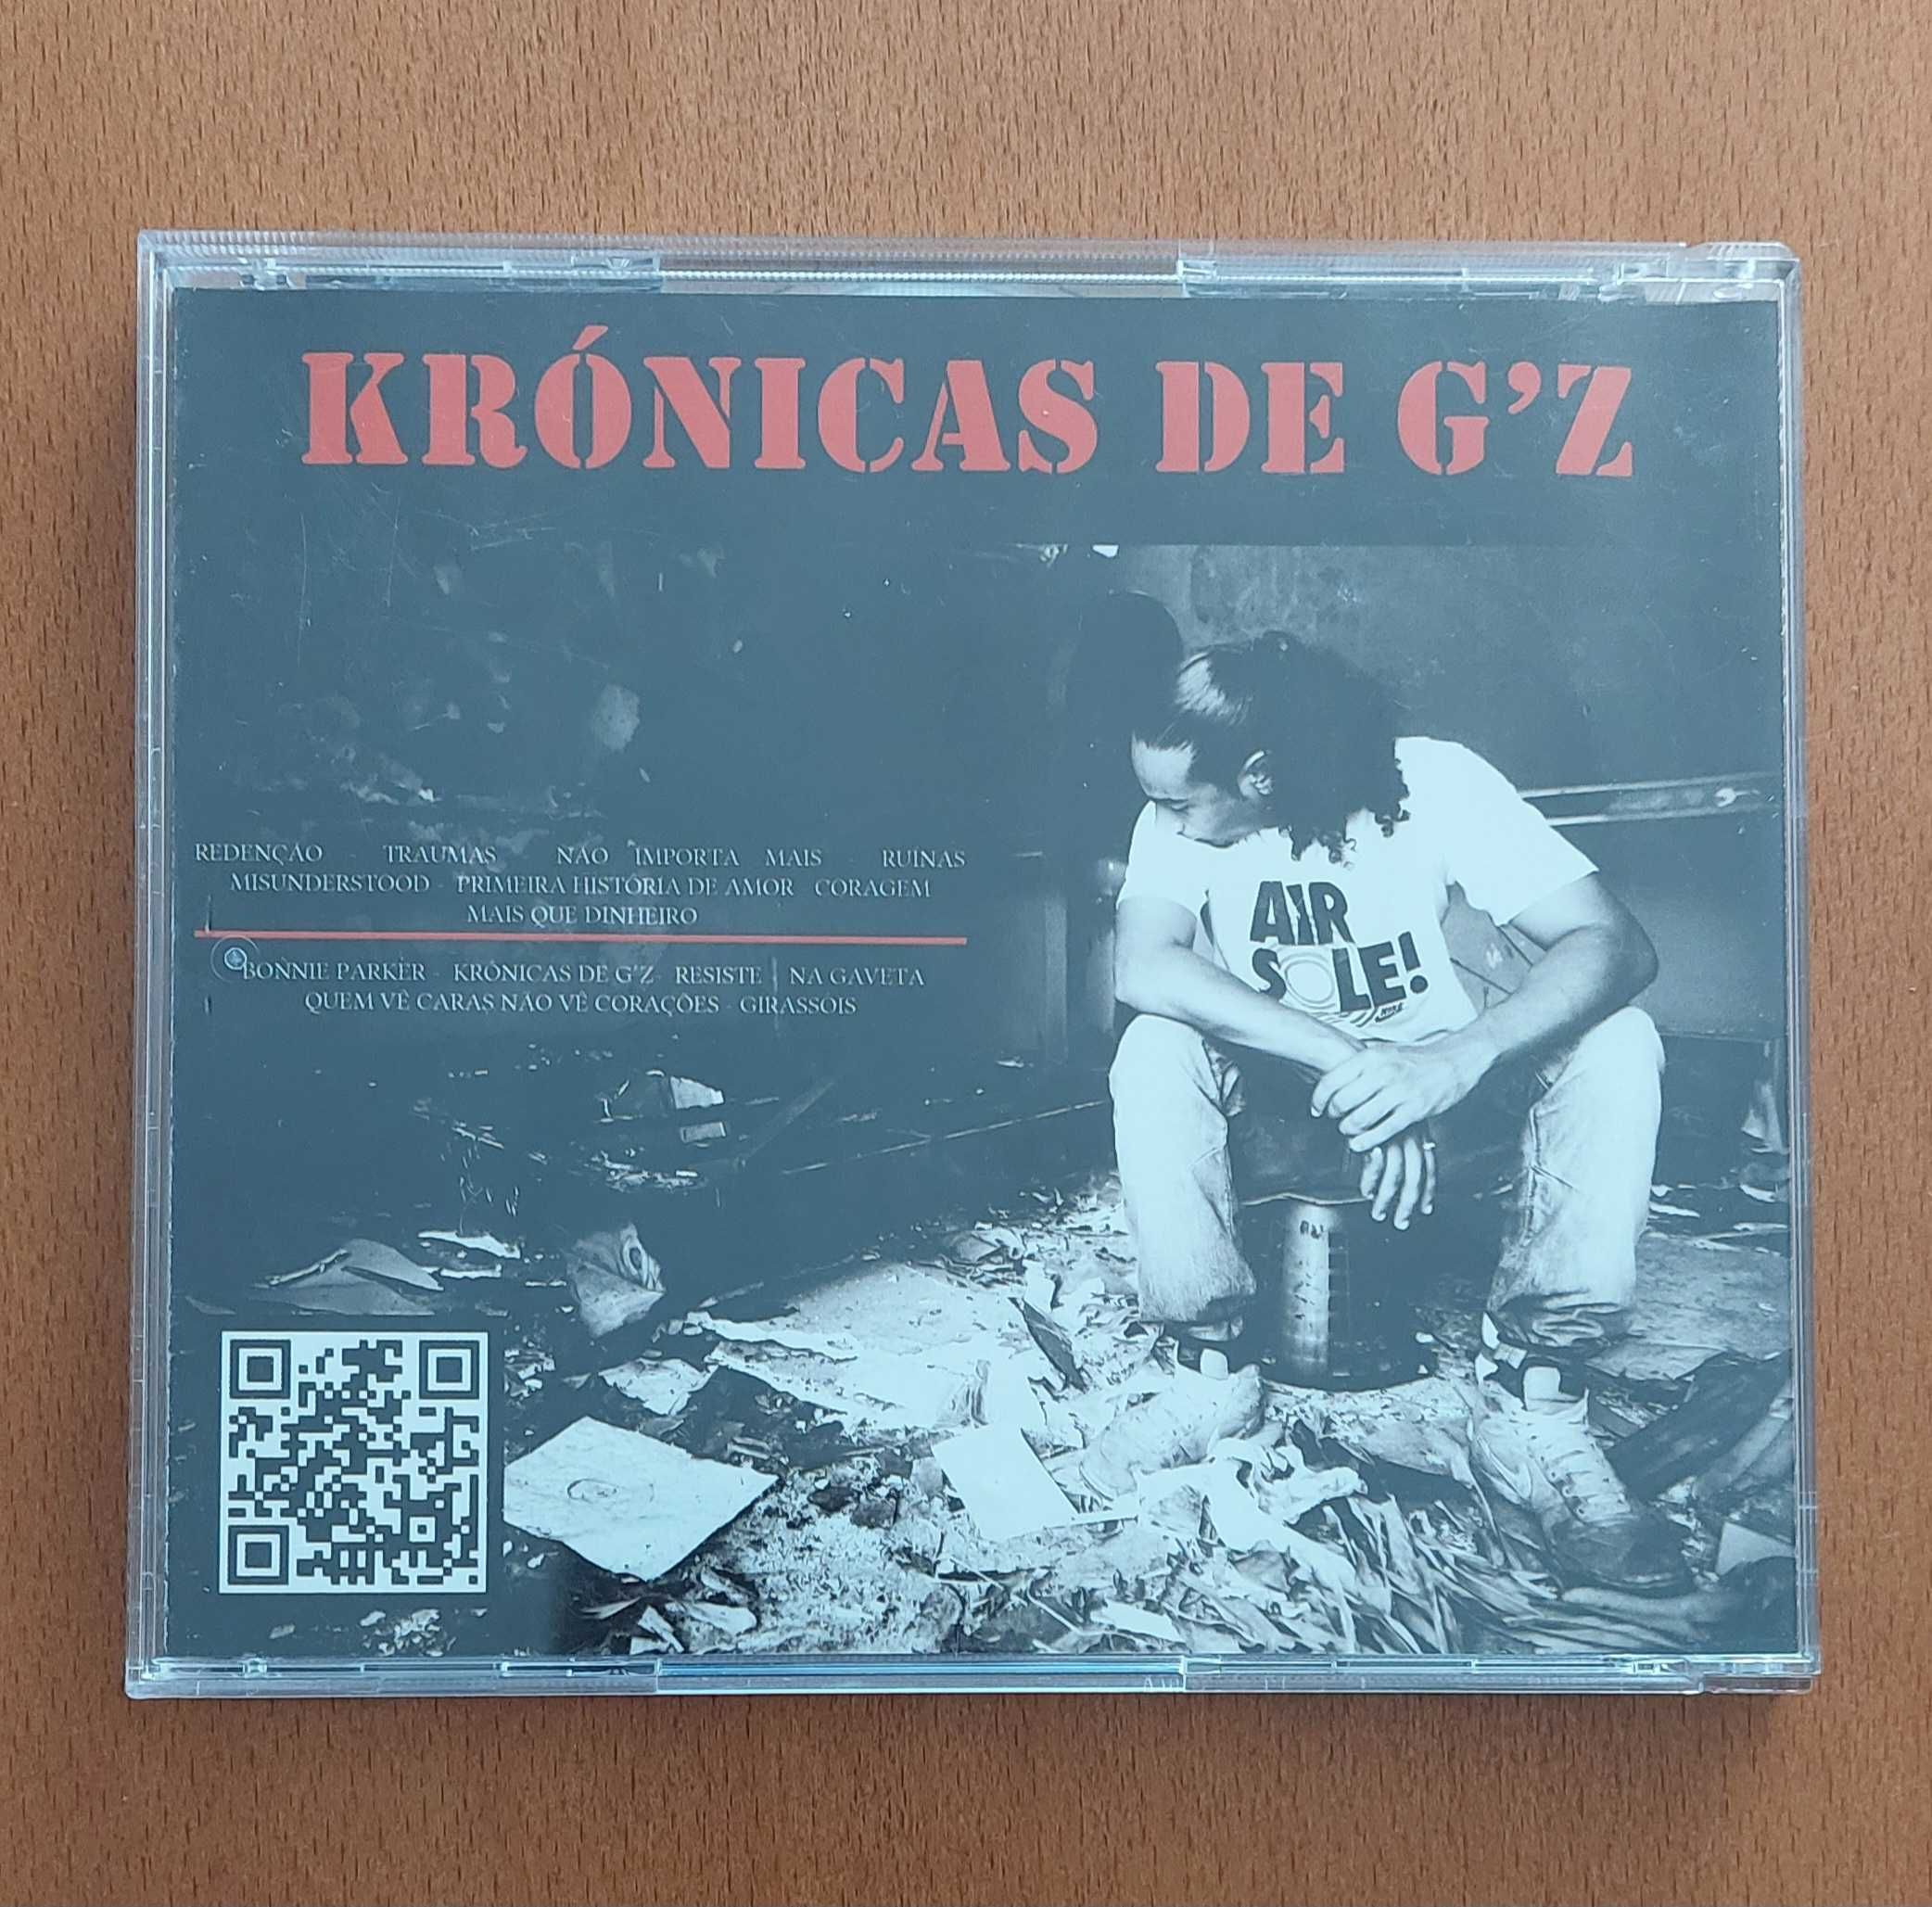 KRÓNICAS DE G'Z
REDENÇÃO - TRAUMAS - NÃO IMPORTA MAIS - RUÍNAS
MISUNDERSTOOD - PRIMEIRA HISTÓRIA DE AMOR - CORAGEM
MAIS QUE DINHEIRO
BONNIE PARKER - KRÓNICAS DE G'Z - RESISTE - NA GAVETA
QUEM VÊ CARAS NÃO VÊ CORAÇÕES - GIRASSOIS
AIR
SOLE!